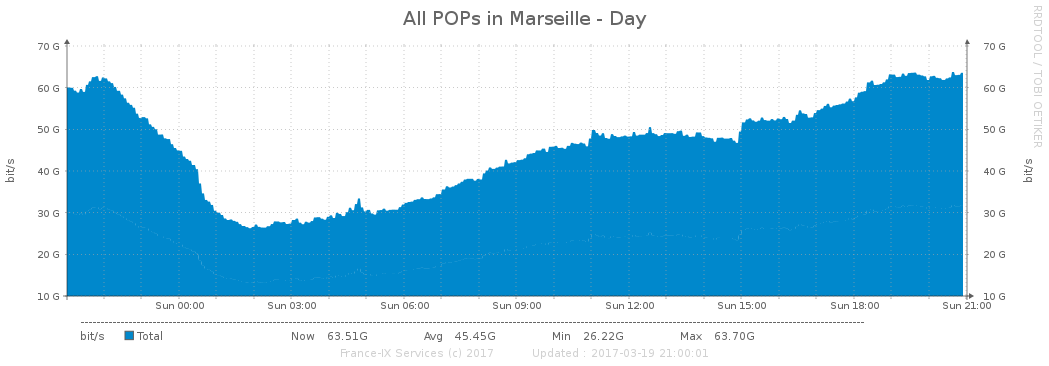 All POPs in Marseille - Day
RRDTOOL / TOBI OETIKER
bit/s
70 G
60 G
50 G
40 G
30 G
20 G
10 G
70 G
60 G
50 G
40 G
30 G
20 G
10 G
bit/s
Sun 00:00 Sun 03:00 Sun 06:00 Sun 09:00 Sun 12:00 Sun 15:00 Sun 18:00 Sun 21:00
bit/s Total Now 63.51G Avg 45.45G Min 26.22G Max 63.70G
France-IX Services (c) 2017 Updated : 2017-03-19 21:00:01